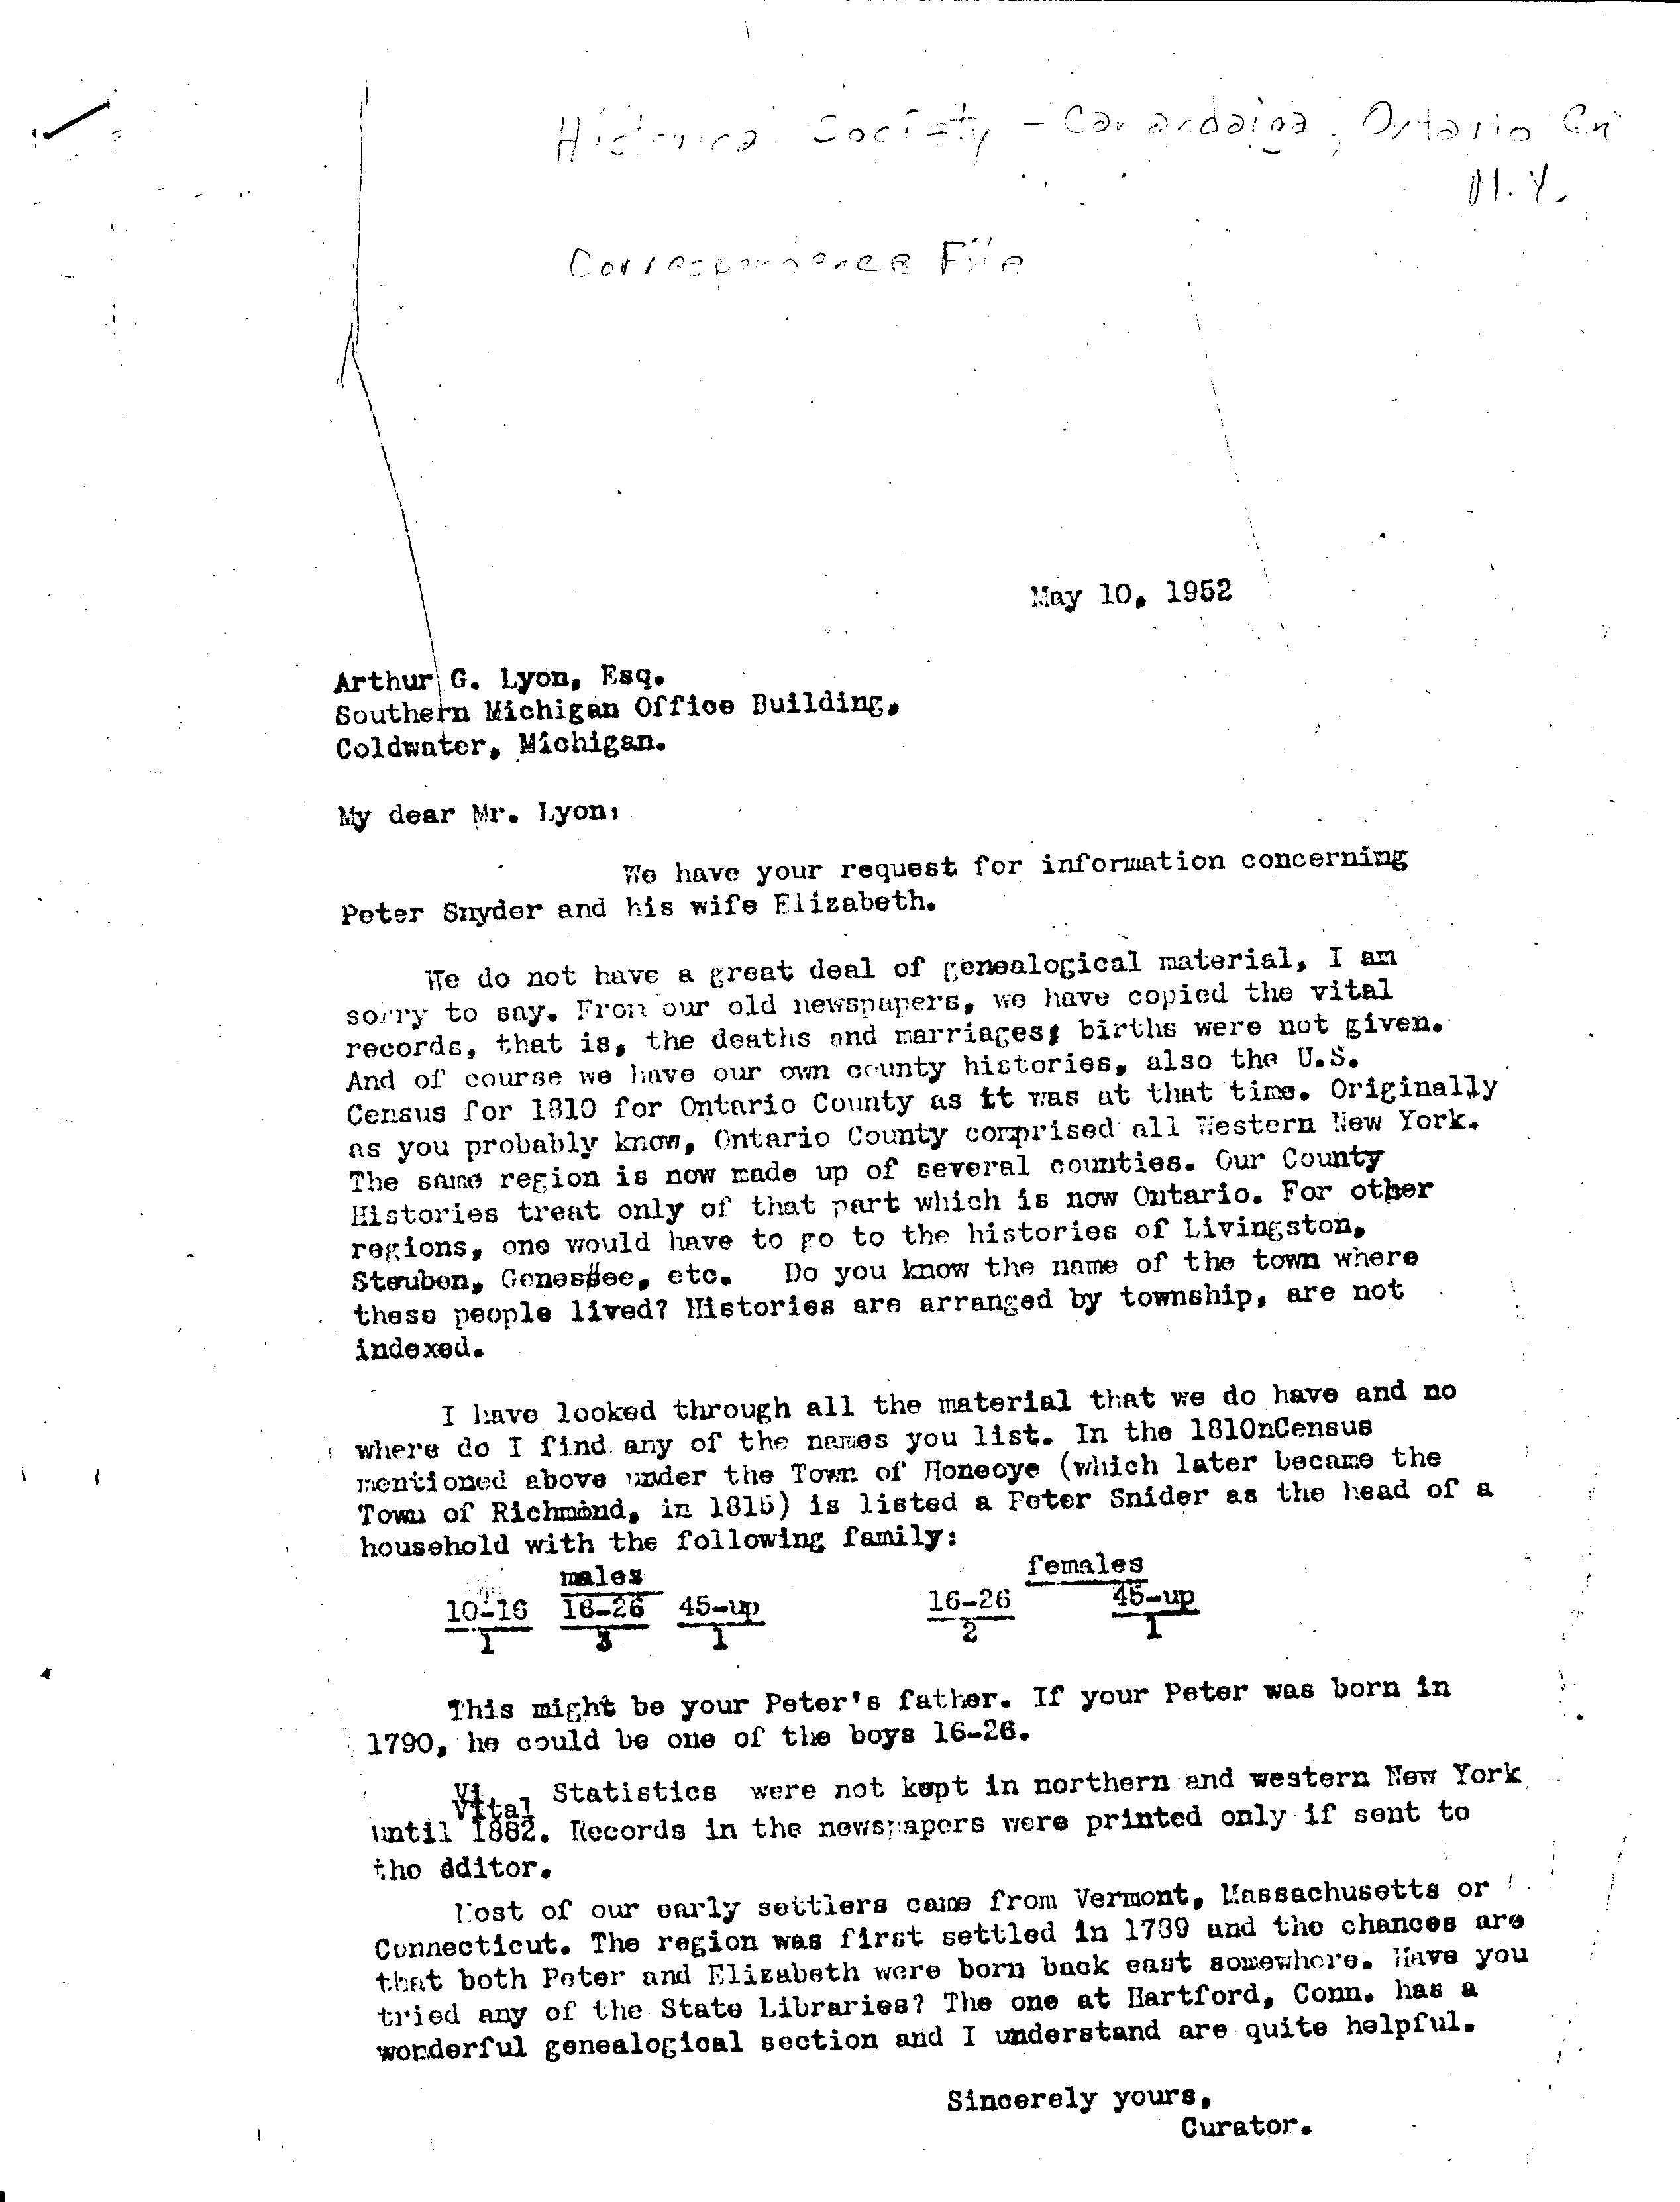 Historical Society - Canandaigua, Ontario Co
N.Y.
Correspondence File
May 10, 1952
Arthur G. Lyon, Esq.
Southern Michigan Office Building,
Coldwater, Michigan.
My dear Mr. Lyon:
We have your request for information concerning
Peter Snyder and his wife Elizabeth.
We do not have a great deal of genealogical material, I am
sorry to say. From our old newspapers, we have copied the vital
records, that is, the deaths and marriages; births were not given.
And of course we have our own county histories, also the U.S.
Census for 1810 for Ontario County as it was at that time. Originally
as you probably know, Ontario County comprised all Western New York.
The same region is now made up of several counties. Our County
Histories treat only of that part which is now Ontario. For other
regions, one would have to go to the histories of Livingston,
Steuben, Genessee, etc. Do you know the name of the town where
these people lived? Histories are arranged by township, are not
indexed.
I have looked through all the material that we do have and no
where do I find any of the names you list. In the 1810nCensus
mentioned above under the Town of Honeoye (which later became the
Town of Richmond, in 1815) is listed a Peter Snider as the head of a
household with the following family:
males females
10-16 16-26 45-up 16-26 45-up
1 3 1 2 1
This might be your Peter's father. If your Peter was born in
1790, he could be one of the boys 16-26.
Vital Statistics were not kept in northern and western New York
until 1882. Records in the newspapers were printed only if sent to
the editor.
Most of our early settlers came from Vermont, Massachusetts or
Connecticut. The region was first settled in 1789 and the chances are
that both Peter and Elizabeth were born back east somewhere. Have you
tried any of the State Libraries? The one at Hartford, Conn. has a
wonderful genealogical section and I understand are quite helpful.
Sincerely yours,
Curator.